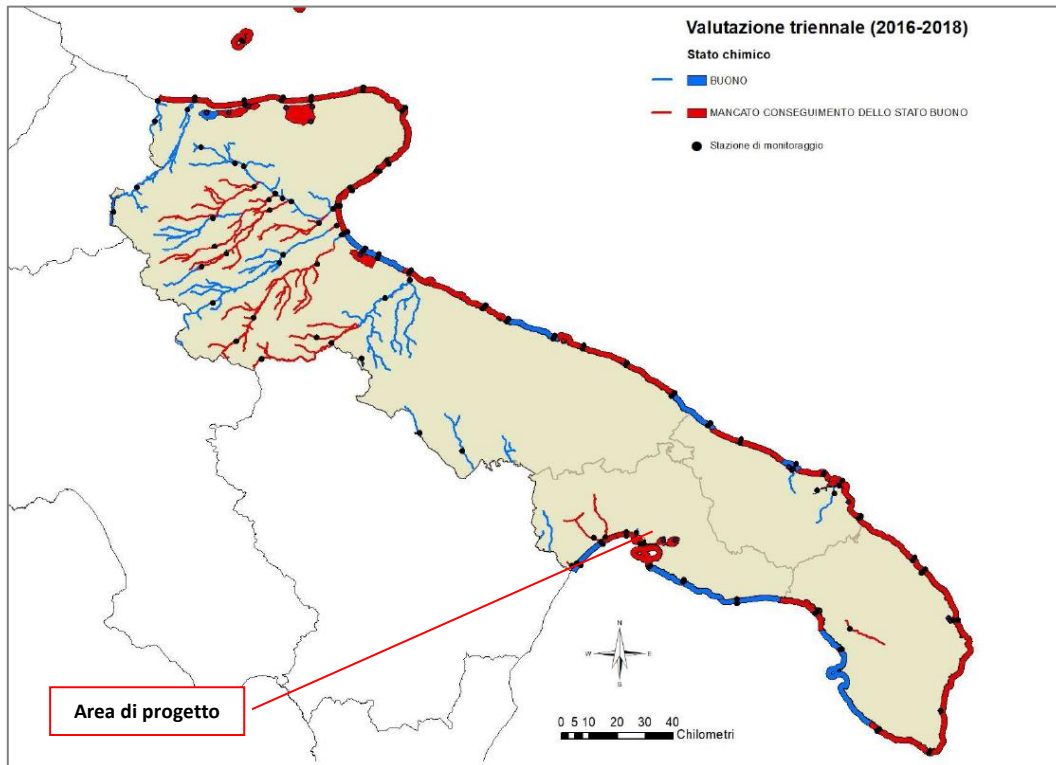 Valutazione triennale (2016-2018)
Stato chimico
BUONO
MANCATO CONSEGUIMENTO DELLO STATO BUONO
Stazione di monitoraggio
Area di progetto
N
W E
S
0 5 10 20 30 40
Chilometri